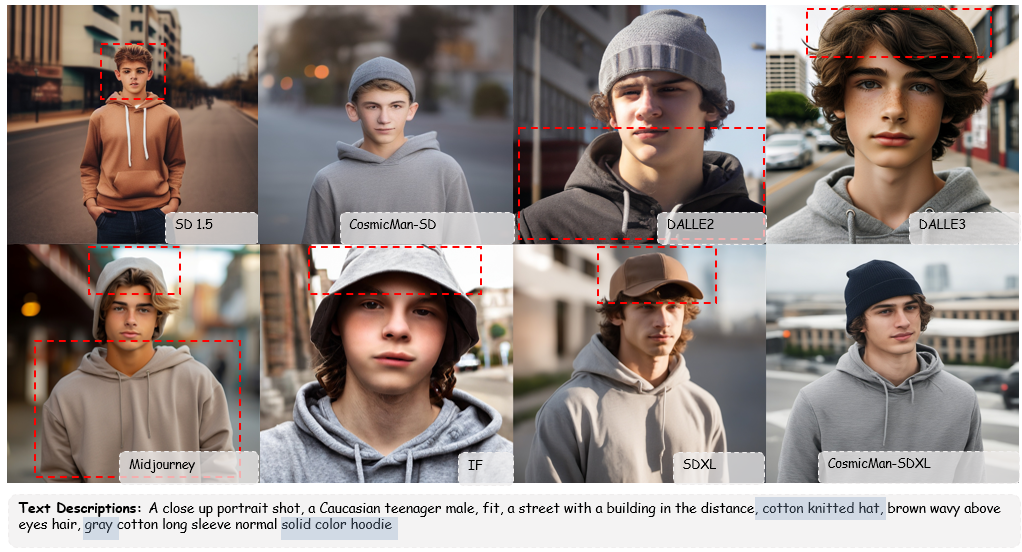 SD 1.5
CosmicMan-SD
DALLE2
DALLE3
Midjourney
IF
SDXL
CosmicMan-SDXL
Text Descriptions: A close up portrait shot, a Caucasian teenager male, fit, a street with a building in the distance, cotton knitted hat, brown wavy above
eyes hair, gray cotton long sleeve normal solid color hoodie